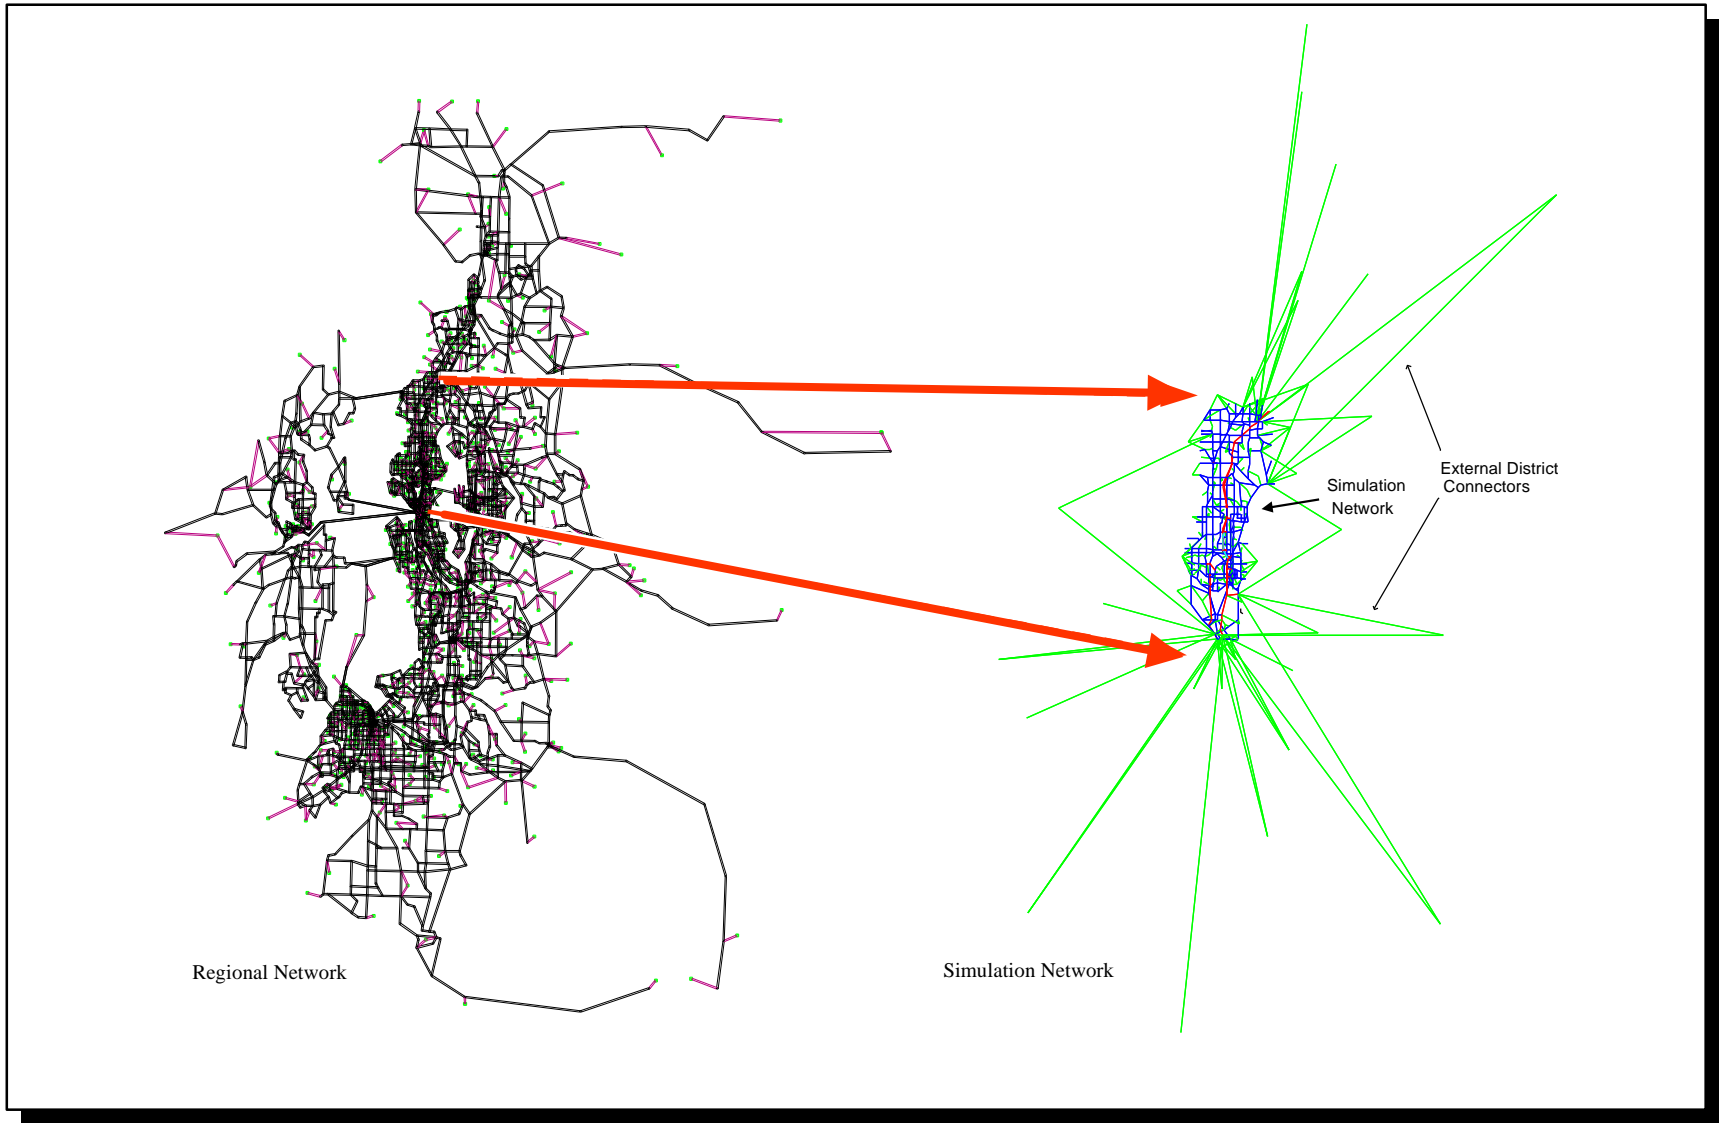 External District
Connectors
Simulation
Network
Regional Network
Simulation Network